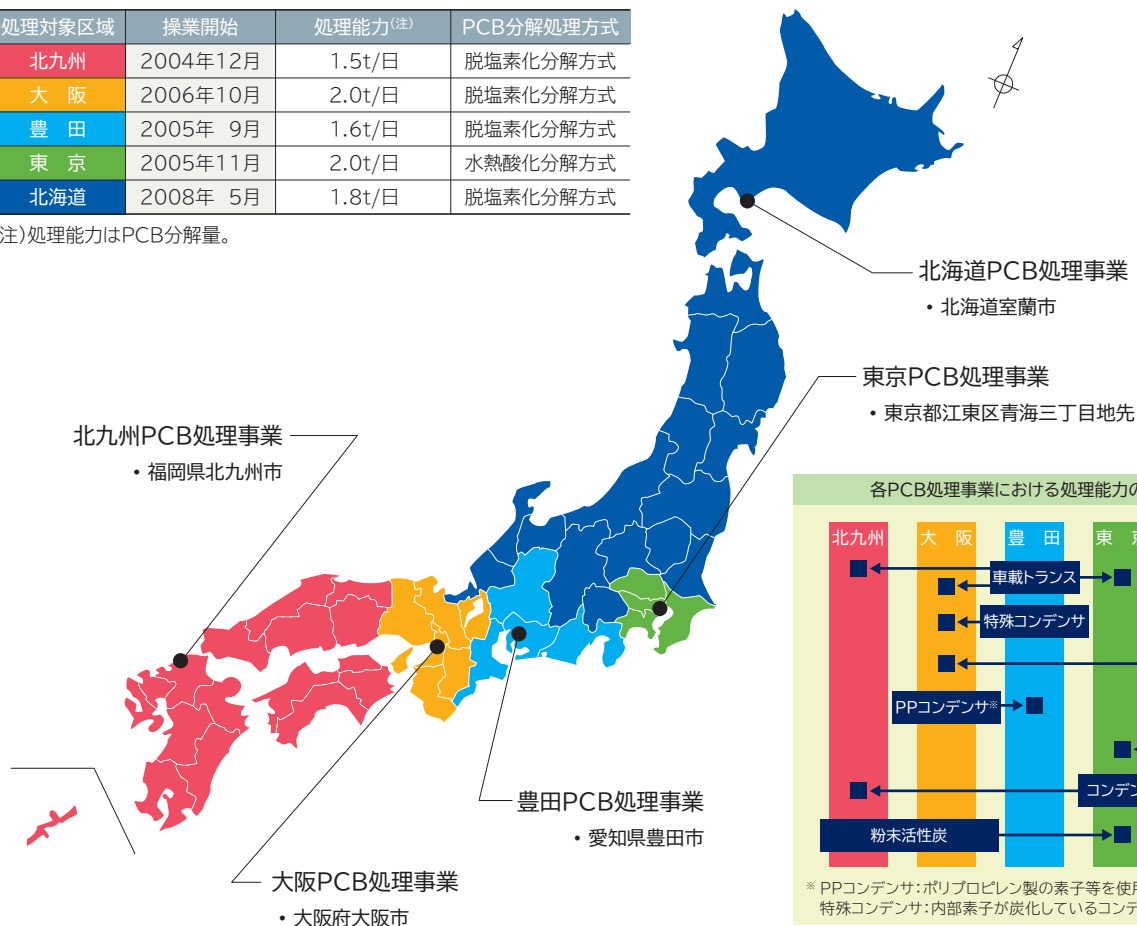 処理対象区域 操業開始 処理能力(注) PCB分解処理方式
北九州 2004年12月 1.5t/日 脱塩素化分解方式
大 阪 2006年10月 2.0t/日 脱塩素化分解方式
豊 田 2005年 9月 1.6t/日 脱塩素化分解方式
東 京 2005年11月 2.0t/日 水熱酸化分解方式
北海道 2008年 5月 1.8t/日 脱塩素化分解方式
注)処理能力はPCB分解量。
北海道PCB処理事業
・北海道室蘭市
東京PCB処理事業
・東京都江東区青海三丁目地先
北九州PCB処理事業
・福岡県北九州市
豊田PCB処理事業
・愛知県豊田市
大阪PCB処理事業
・大阪府大阪市
各PCB処理事業における処理能力の
北九州 大 阪 豊 田 東 京
車載トランス
特殊コンデンサ
PPコンデンサ※
コンデン
粉末活性炭
※ PPコンデンサ:ポリプロピレン製の素子等を使用
特殊コンデンサ:内部素子が炭化しているコンデ